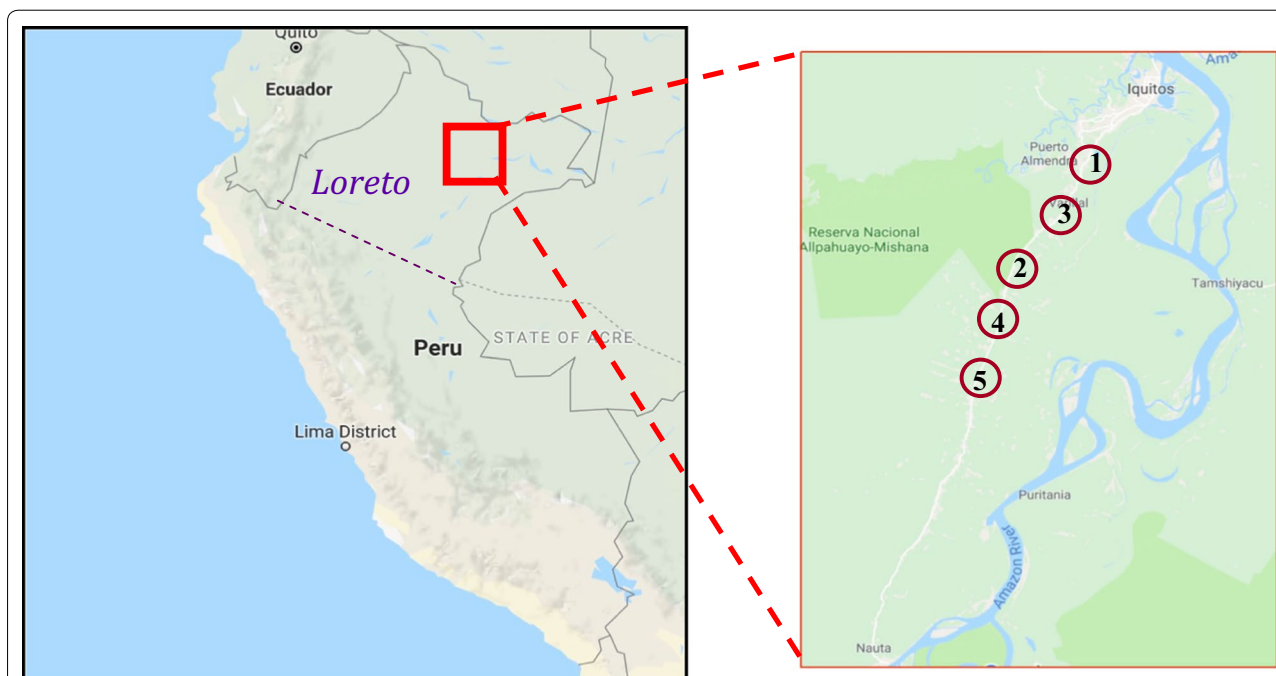 Quito
Ecuador
Loreto
Peru
STATE OF ACRE
Lima District
Iquitos
Puerto
Almendra
1
3
Reserva Nacional
Allpahuayo-Mishana
2
Tamshiyacu
4
5
Puritania
Amazon River
Nauta